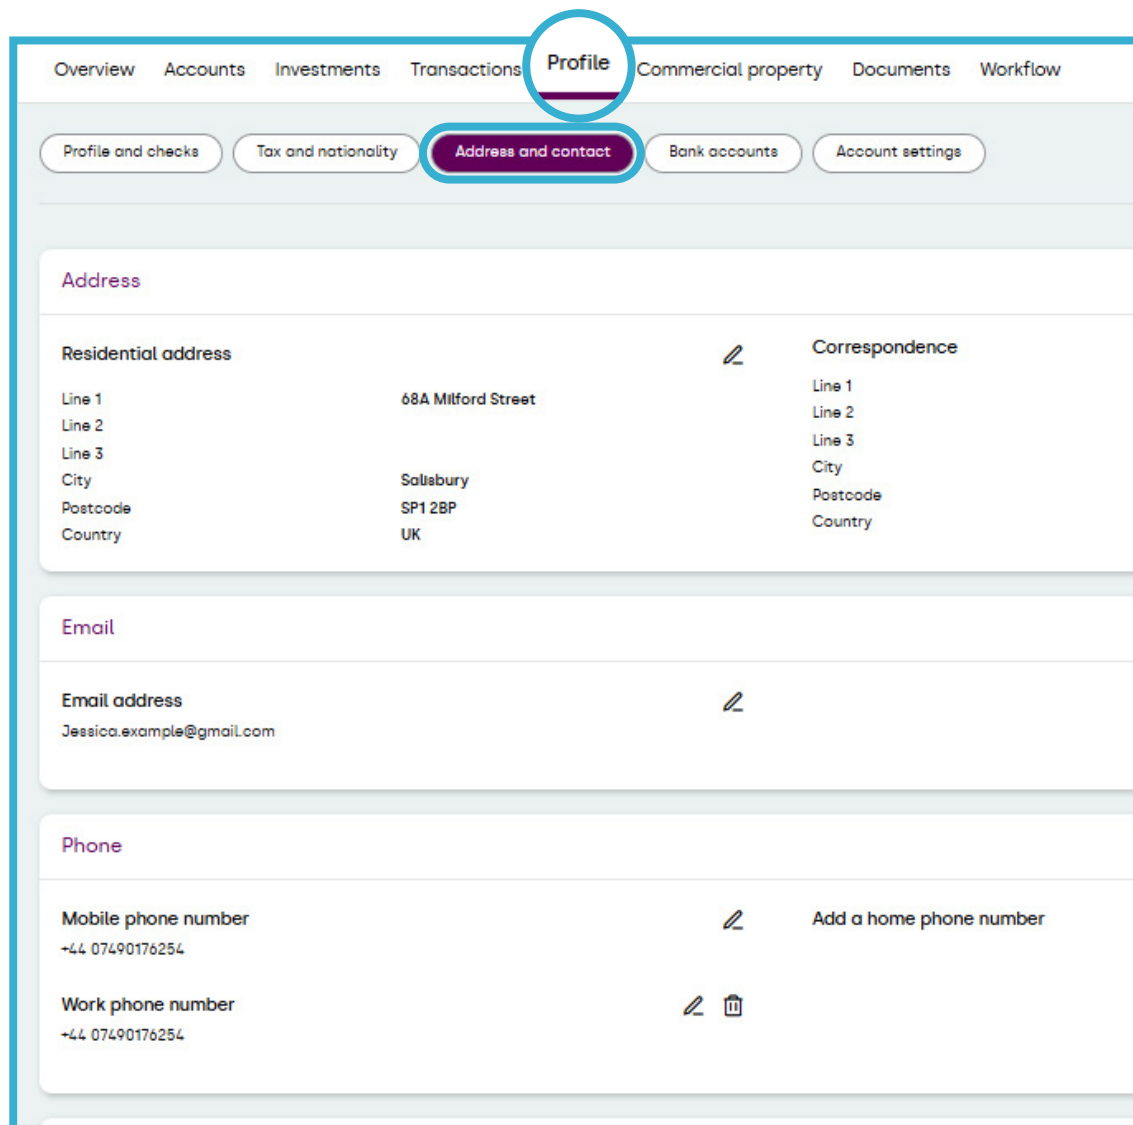 Overview Accounts Investments Transactions Profile Commercial property Documents Workflow
Profile and checks Tax and nationality Address and contact Bank accounts Account settings
Address
Residential address
Line 1 68A Milford Street
Line 2
Line 3
City Salisbury
Postcode SP1 2BP
Country UK
Correspondence
Line 1
Line 2
Line 3
City
Postcode
Country
Email
Email address
Jessica.example@gmail.com
Phone
Mobile phone number
+44 07490176254
Add a home phone number
Work phone number
+44 07490176254